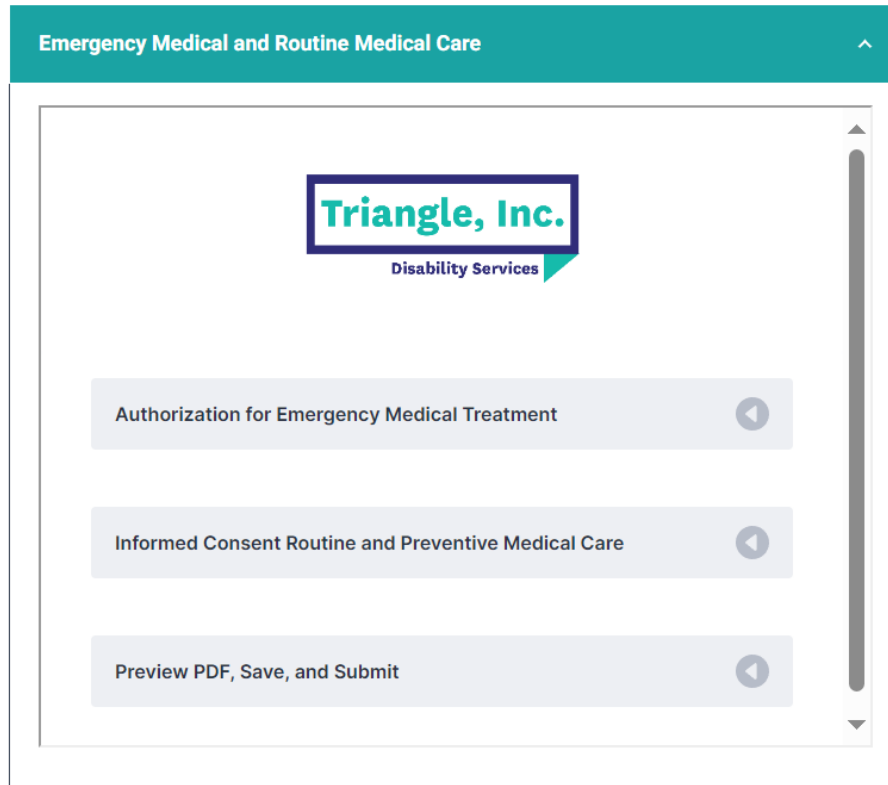 Emergency Medical and Routine Medical Care
Triangle, Inc.
Disability Services
Authorization for Emergency Medical Treatment
Informed Consent Routine and Preventive Medical Care
Preview PDF, Save, and Submit